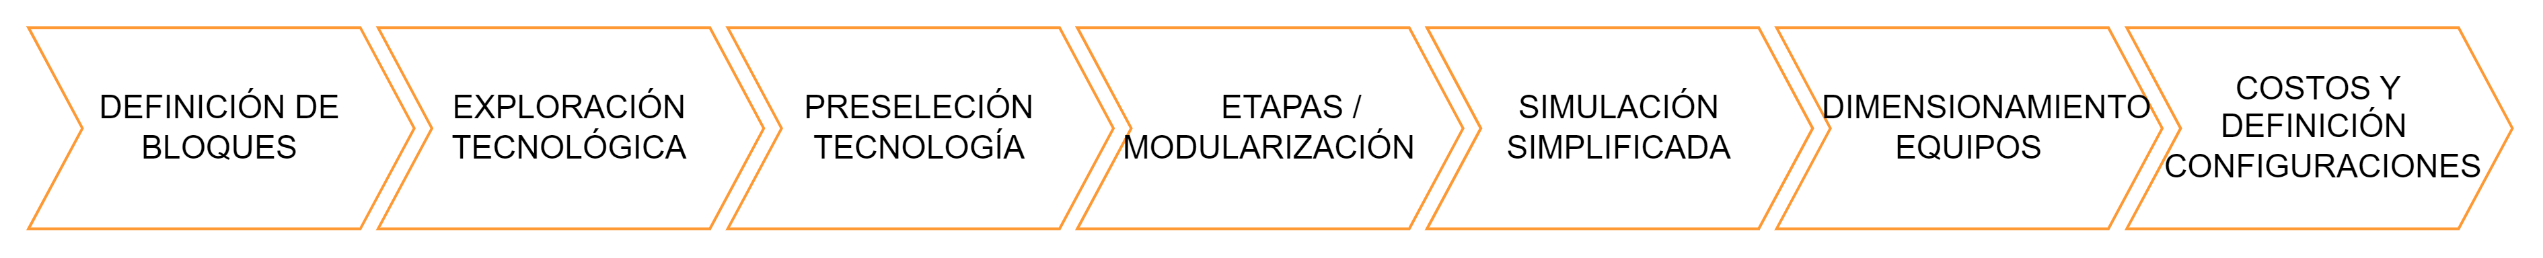 DEFINICIÓN DE
BLOQUES
EXPLORACIÓN
TECNOLÓGICA
PRESELECIÓN
TECNOLOGÍA
ETAPAS /
MODULARIZACIÓN
SIMULACIÓN
SIMPLIFICADA
DIMENSIONAMIENTO
EQUIPOS
COSTOS Y
DEFINICIÓN
CONFIGURACIONES